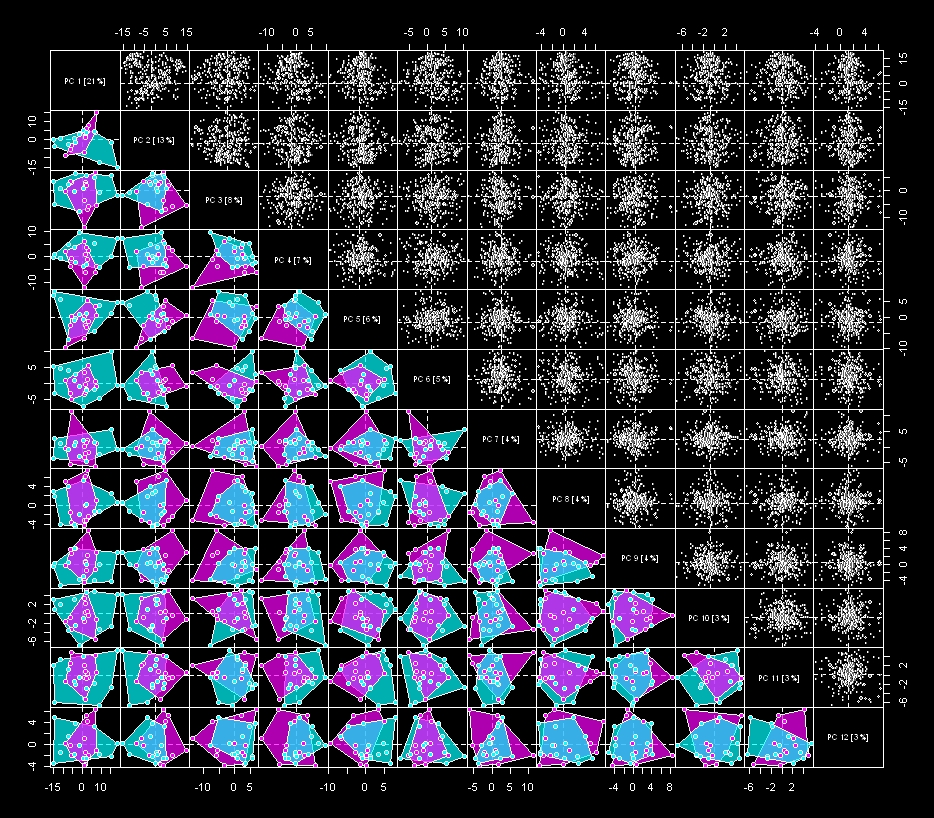 -15 -5 5 15 -10 0 5 -5 0 5 10 -4 0 4 -6 -2 2 -4 0 4
PC 1 [21%] -15 0 15
-15 0 10 PC 2 [13%]
PC 3 [8%] -10 0
-10 0 10 PC 4 [7%]
PC 5 [6%] -10 0 5
-5 5 PC 6 [5%]
PC 7 [4%] -5 5
-4 0 4 PC 8 [4%]
PC 9 [4%] -4 0 4 8
-6 -2 2 PC 10 [3%]
PC 11 [3%] -6 -2 2
-4 0 4 PC 12 [3%]
-15 0 10 -10 0 5 -10 0 5 10 -5 0 5 10 -4 0 4 8 -6 -2 2